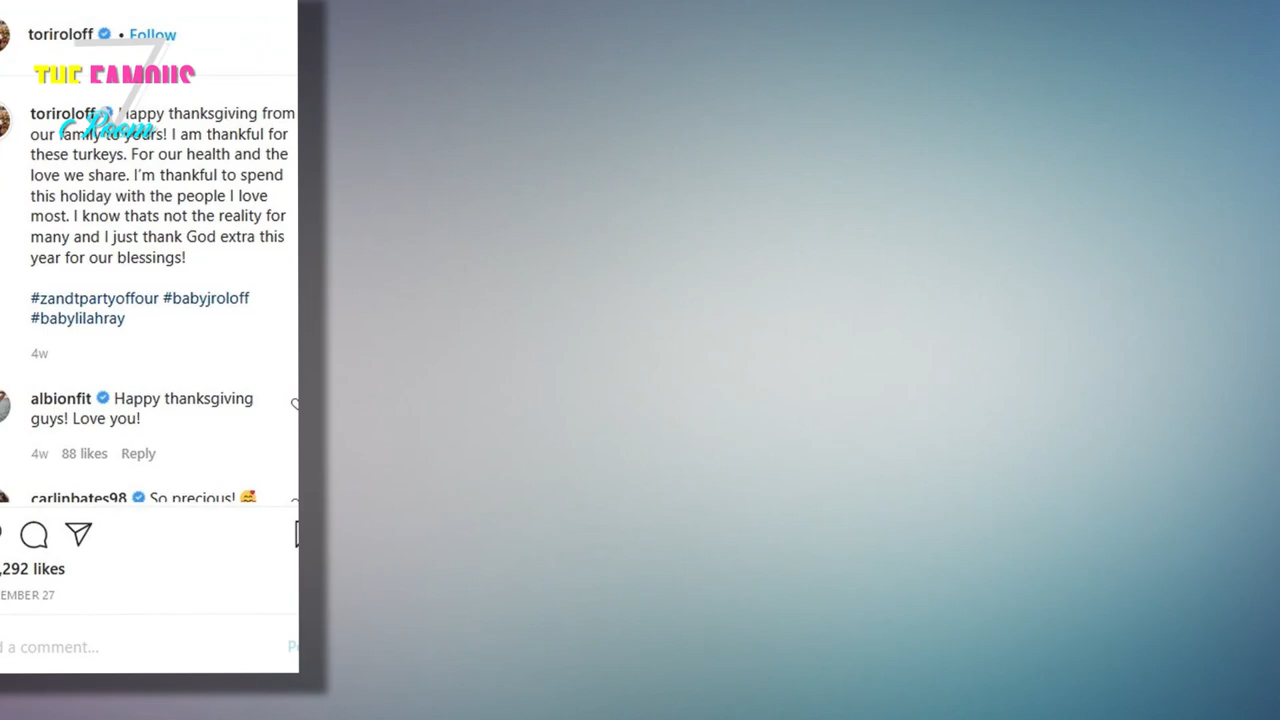 toriroloff • Follow
THE FAMOUS
7
Room
toriroloff Happy thanksgiving from
our family to yours! I am thankful for
these turkeys. For our health and the
love we share. I'm thankful to spend
this holiday with the people I love
most. I know thats not the reality for
many and I just thank God extra this
year for our blessings!
#zandtpartyoffour #babyjroloff
#babylilahray
4w
albionfit Happy thanksgiving
guys! Love you!
4w 88 likes Reply
carlinbates98 So precious! 🥰
,292 likes
EMBER 27
d a comment...
Po